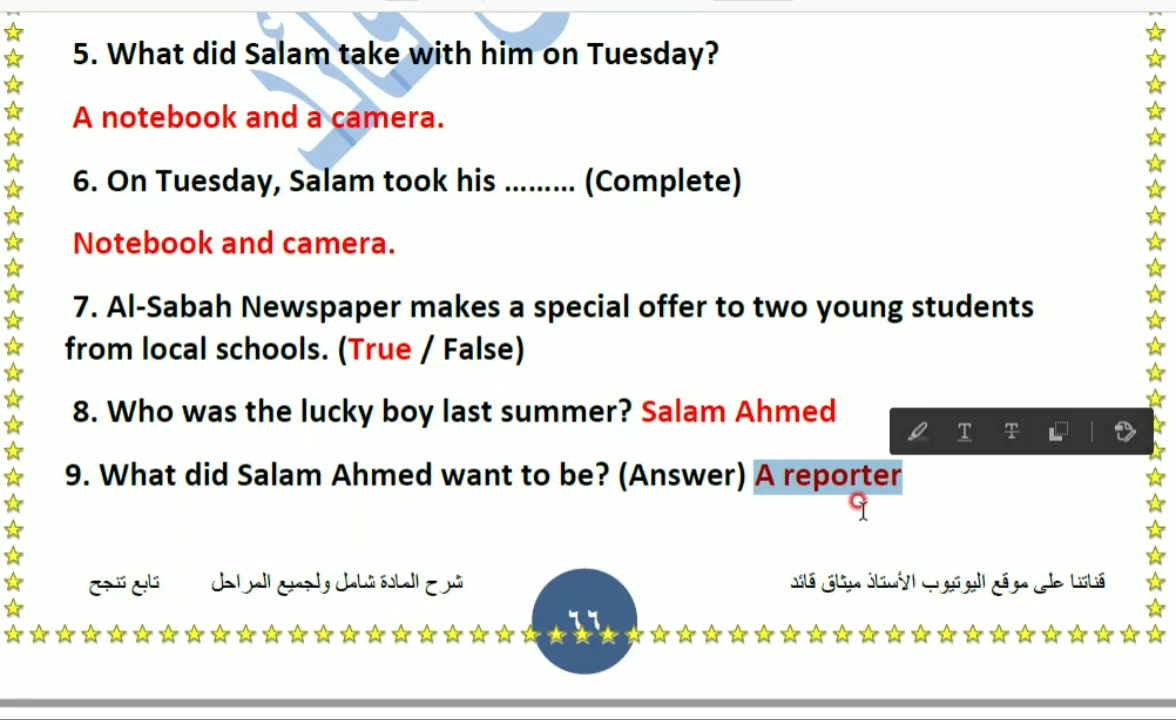 5. What did Salam take with him on Tuesday?
A notebook and a camera.
6. On Tuesday, Salam took his ……… (Complete)
Notebook and camera.
7. Al-Sabah Newspaper makes a special offer to two young students
from local schools. (True / False)
8. Who was the lucky boy last summer? Salam Ahmed
9. What did Salam Ahmed want to be? (Answer) A reporter
قناتنا على موقع اليوتيوب الأستاذ ميثاق قائد
شرح المادة شامل ولجميع المراحل
تابع تنجح
٦٦